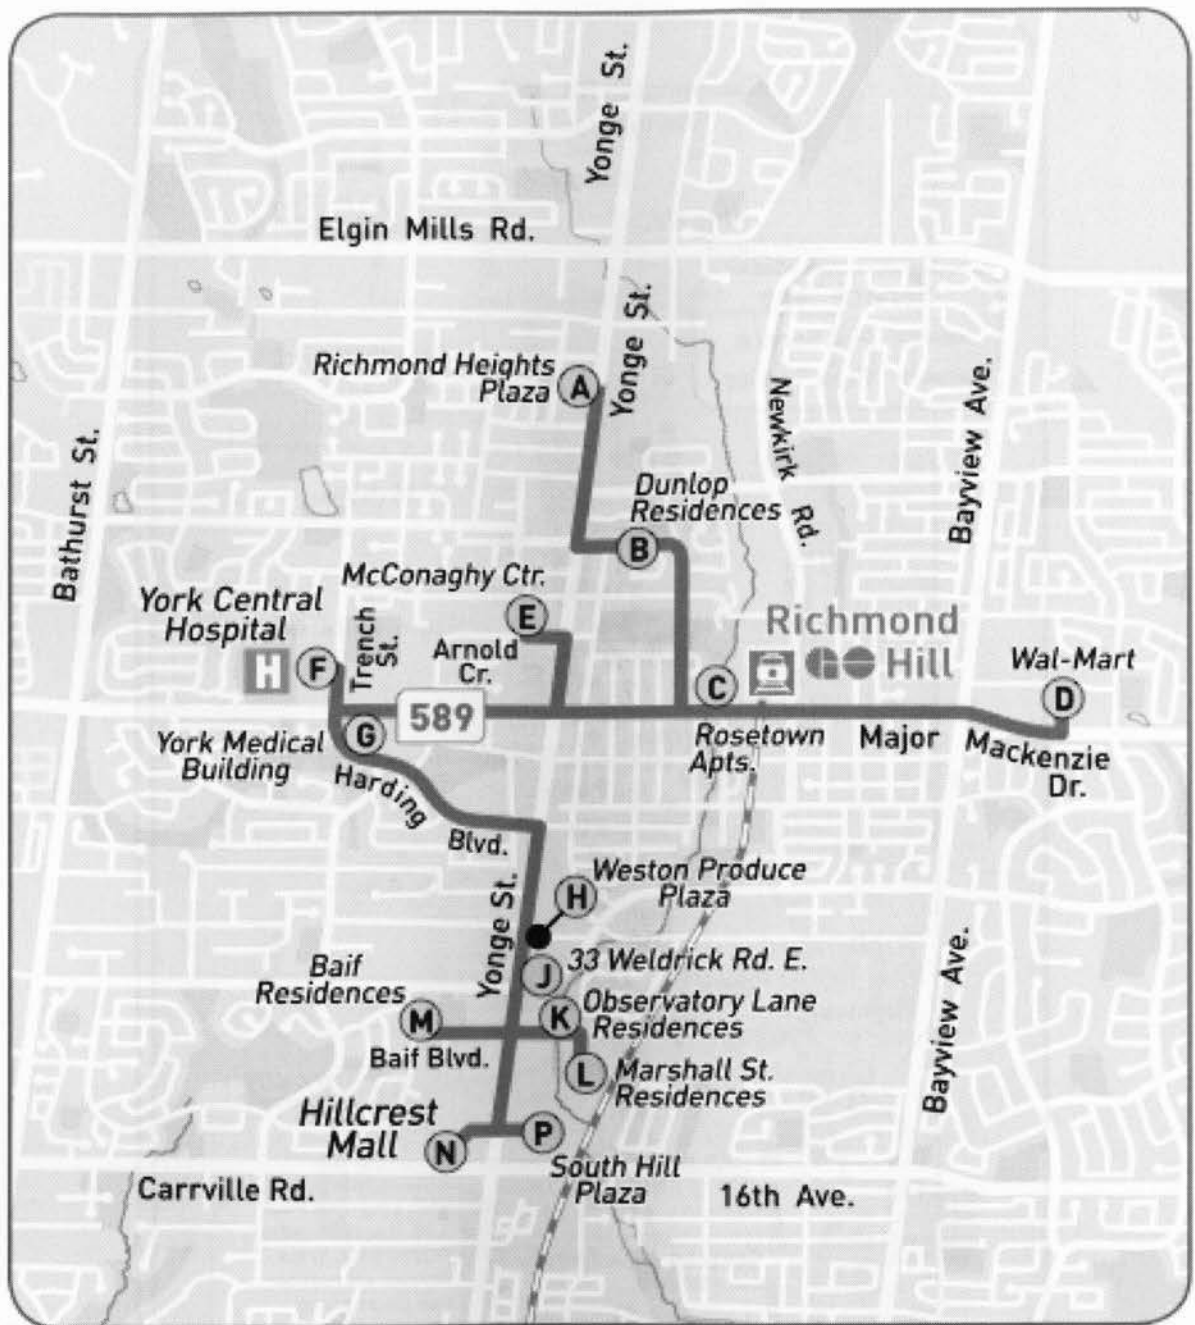 Yonge St.
Elgin Mills Rd.
Yonge St.
Richmond Heights
Plaza
A
Newkirk Rd.
Bayview Ave.
Bathurst St.
Dunlop
Residences
B
McConaghy Ctr.
E
York Central
Hospital
H
F
Trench
St.
Arnold
Cr.
Richmond
GO Hill
C
Wal-Mart
D
589
G
York Medical
Building
Rosetown
Apts.
Major Mackenzie
Dr.
Harding
Blvd.
Weston Produce
Plaza
H
Yonge St.
J
33 Weldrick Rd. E.
Baif
Residences
M
Baif Blvd.
K
Observatory Lane
Residences
L
Marshall St.
Residences
Bayview Ave.
Hillcrest
Mall
N
P
South Hill
Plaza
Carrville Rd.
16th Ave.